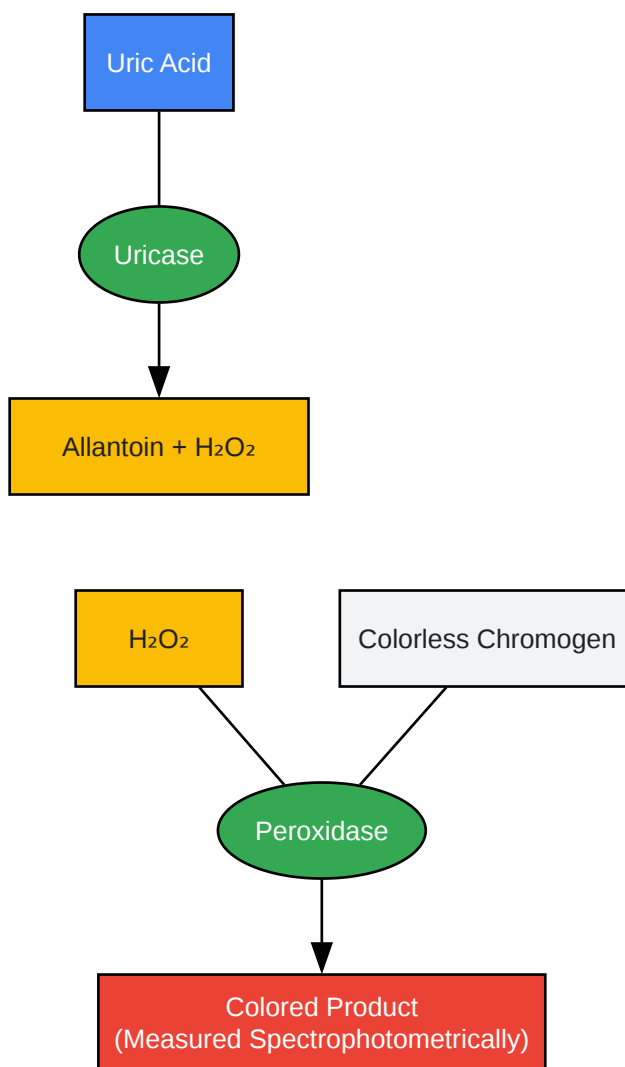 Uric Acid
Uricase
Allantoin + H₂O₂
H₂O₂
Colorless Chromogen
Peroxidase
Colored Product
(Measured Spectrophotometrically)